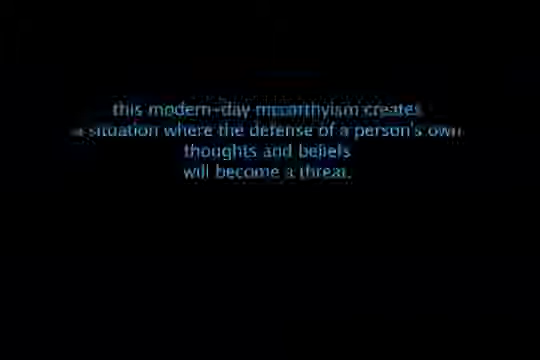 this modern-day mccarthyism creates
a situation where the defense of a person's own
thoughts and beliefs
will become a threat.